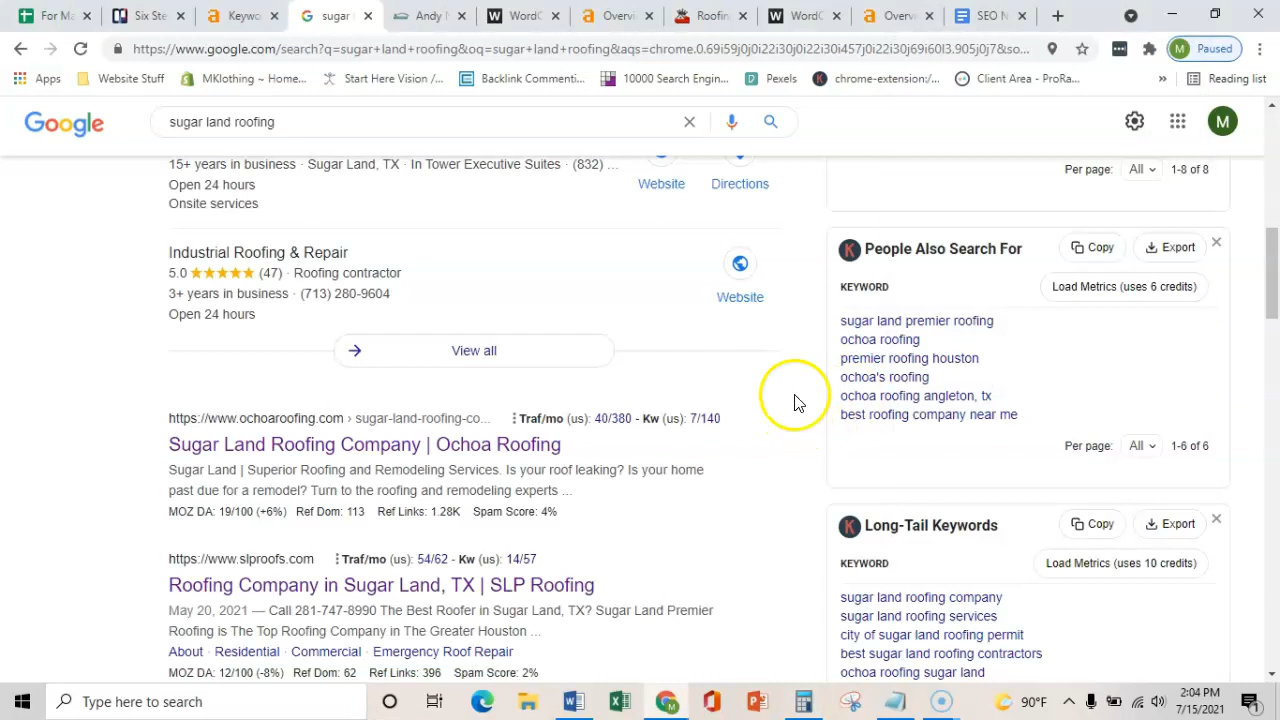 For Ma
Six Ste
Keyw
sugar
Andy
WordC
Overv
Roofin
WordC
Overv
SEO N
https://www.google.com/search?q=sugar+land+roofing&oq=sugar+land+roofing&aqs=chrome.0.69i59j0j0i22i30j0i22i30i457j0i22i30j69i60l3.905j0j7&so...
M Paused
Apps
Website Stuff
MKlothing ~ Home...
Start Here Vision /...
Backlink Commenti...
10000 Search Engin...
Pexels
chrome-extension:/...
Client Area - ProRa...
»
Reading list
Google
sugar land roofing
M
15+ years in business · Sugar Land, TX · In Tower Executive Suites · (832) ...
Open 24 hours
Onsite services
Website
Directions
Industrial Roofing & Repair
5.0 ★★★★★ (47) · Roofing contractor
3+ years in business · (713) 280-9604
Open 24 hours
Website
View all
https://www.ochoaroofing.com › sugar-land-roofing-co... Traf/mo (us): 40/380 - Kw (us): 7/140
Sugar Land Roofing Company | Ochoa Roofing
Sugar Land | Superior Roofing and Remodeling Services. Is your roof leaking? Is your home
past due for a remodel? Turn to the roofing and remodeling experts ...
MOZ DA: 19/100 (+6%) Ref Dom: 113 Ref Links: 1.28K Spam Score: 4%
https://www.slproofs.com Traf/mo (us): 54/62 - Kw (us): 14/57
Roofing Company in Sugar Land, TX | SLP Roofing
May 20, 2021 — Call 281-747-8990 The Best Roofer in Sugar Land, TX? Sugar Land Premier
Roofing is The Top Roofing Company in The Greater Houston ...
About · Residential · Commercial · Emergency Roof Repair
MOZ DA: 12/100 (-8%) Ref Dom: 62 Ref Links: 396 Spam Score: 2%
Per page: All 1-8 of 8
K People Also Search For
Copy
Export
KEYWORD
Load Metrics (uses 6 credits)
sugar land premier roofing
ochoa roofing
premier roofing houston
ochoa's roofing
ochoa roofing angleton, tx
best roofing company near me
Per page: All 1-6 of 6
K Long-Tail Keywords
Copy
Export
KEYWORD
Load Metrics (uses 10 credits)
sugar land roofing company
sugar land roofing services
city of sugar land roofing permit
best sugar land roofing contractors
ochoa roofing sugar land
Type here to search
90°F
2:04 PM
7/15/2021